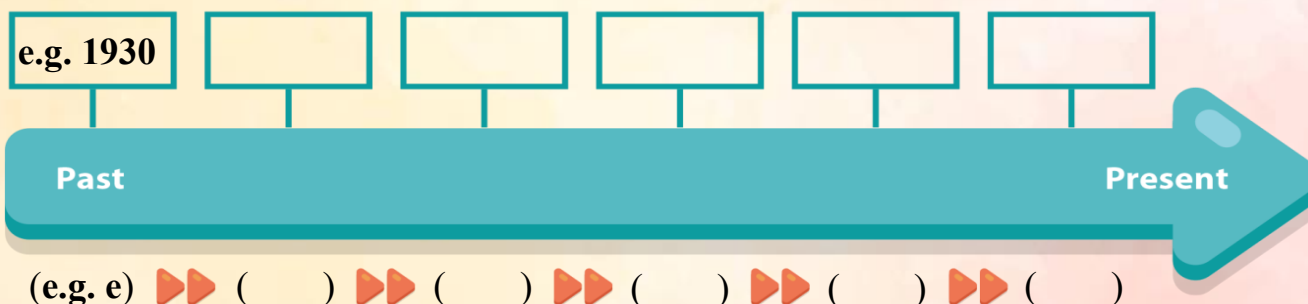 e.g. 1930
Past Present
(e.g. e) ( ) ( ) ( ) ( ) ( )